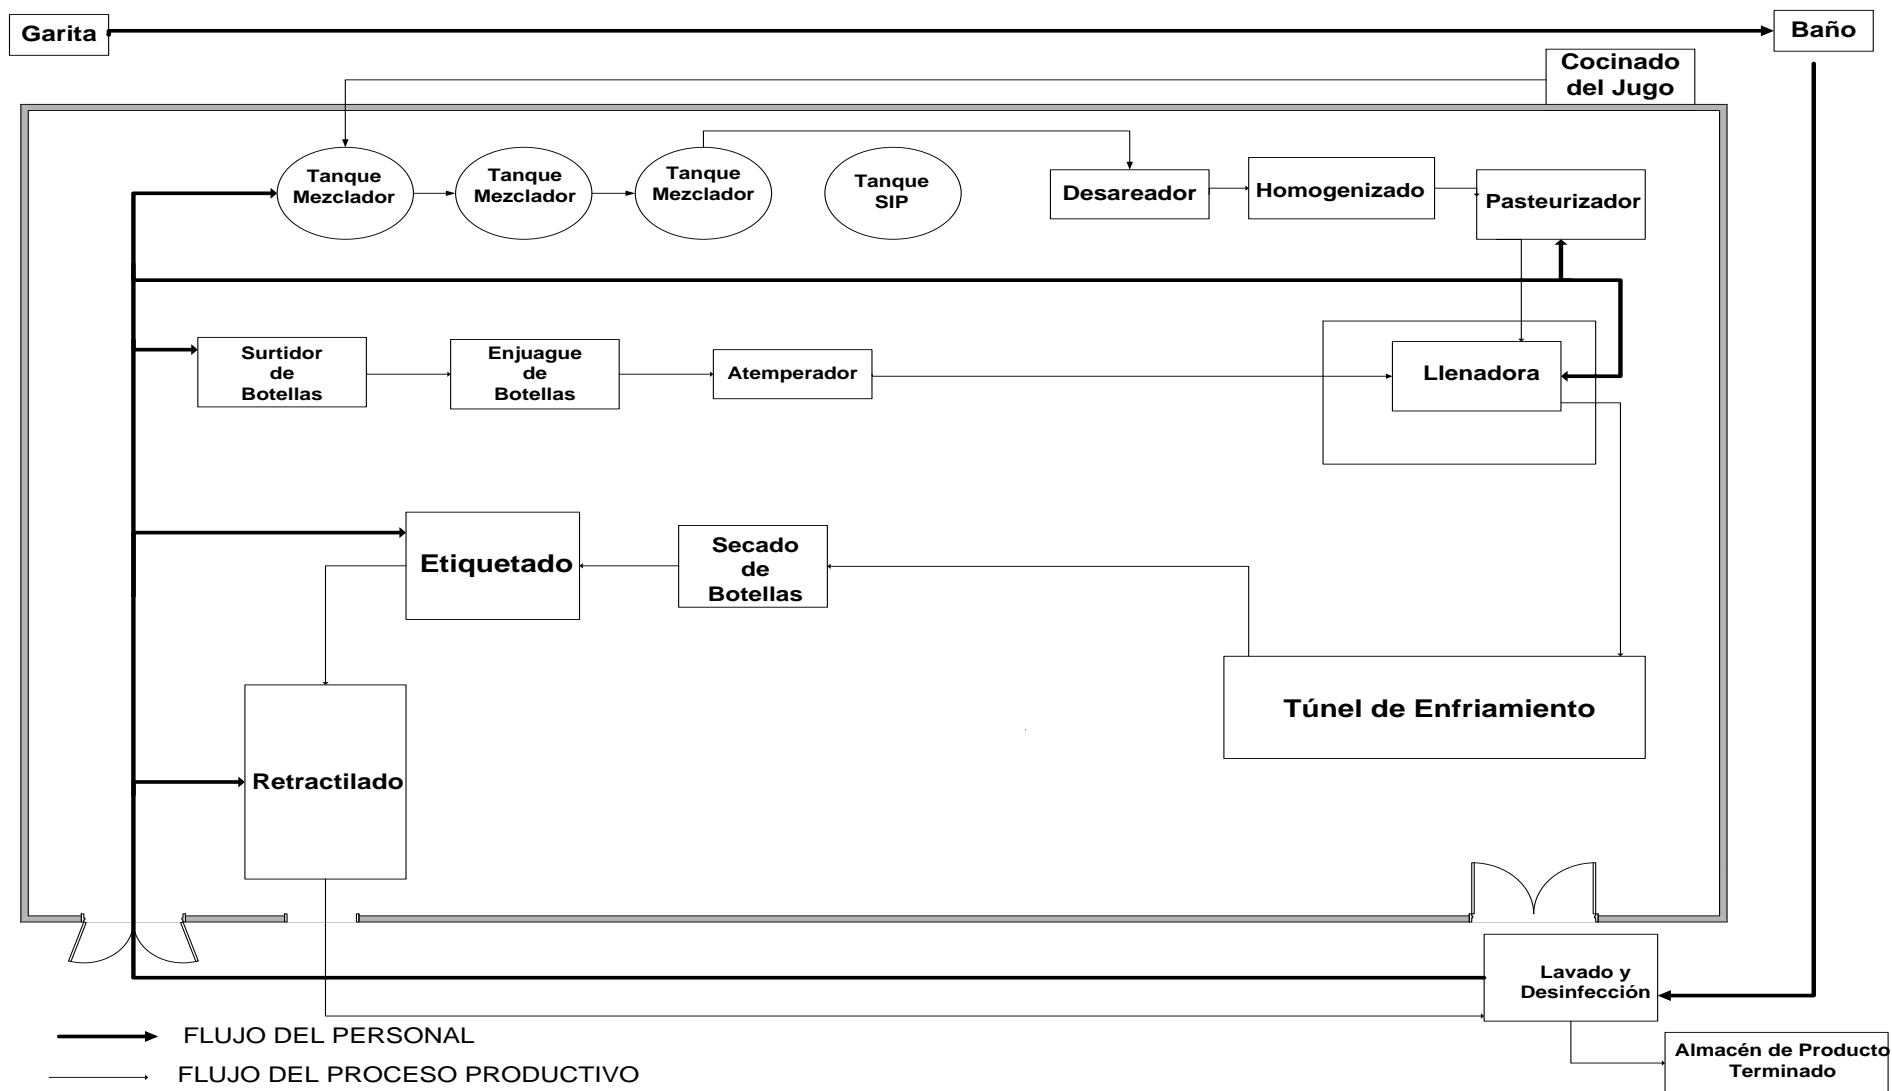 Garita
Baño
Cocinado
del Jugo
Tanque
Mezclador
Tanque
Mezclador
Tanque
Mezclador
Tanque
SIP
Desareador
Homogenizado
Pasteurizador
Surtidor
de
Botellas
Enjuague
de
Botellas
Atemperador
Llenadora
Etiquetado
Secado
de
Botellas
Túnel de Enfriamiento
Retractilado
Lavado y
Desinfección
FLUJO DEL PERSONAL
FLUJO DEL PROCESO PRODUCTIVO
Almacén de Producto
Terminado